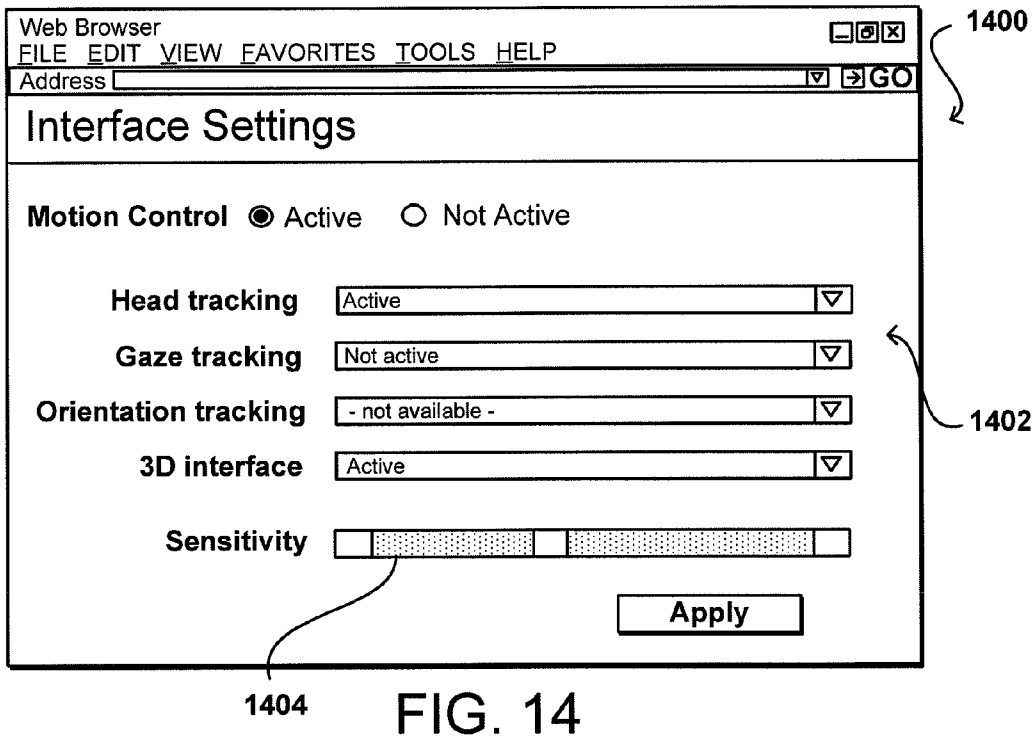 Web Browser
FILE EDIT VIEW FAVORITES TOOLS HELP
Address GO
1400
Interface Settings
Motion Control Active Not Active
Head tracking Active
Gaze tracking Not active
Orientation tracking - not available -
1402
3D interface Active
Sensitivity
Apply
1404
FIG. 14